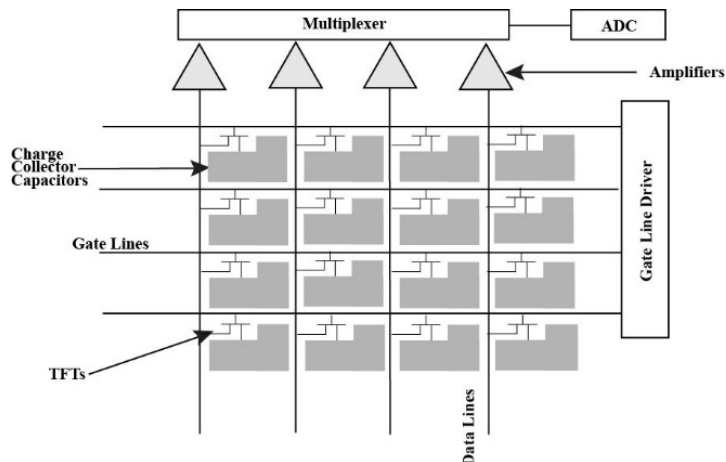 Multiplexer
ADC
Amplifiers
Charge
Collector
Capacitors
Gate Lines
Gate Line Driver
TFTs
Data Lines